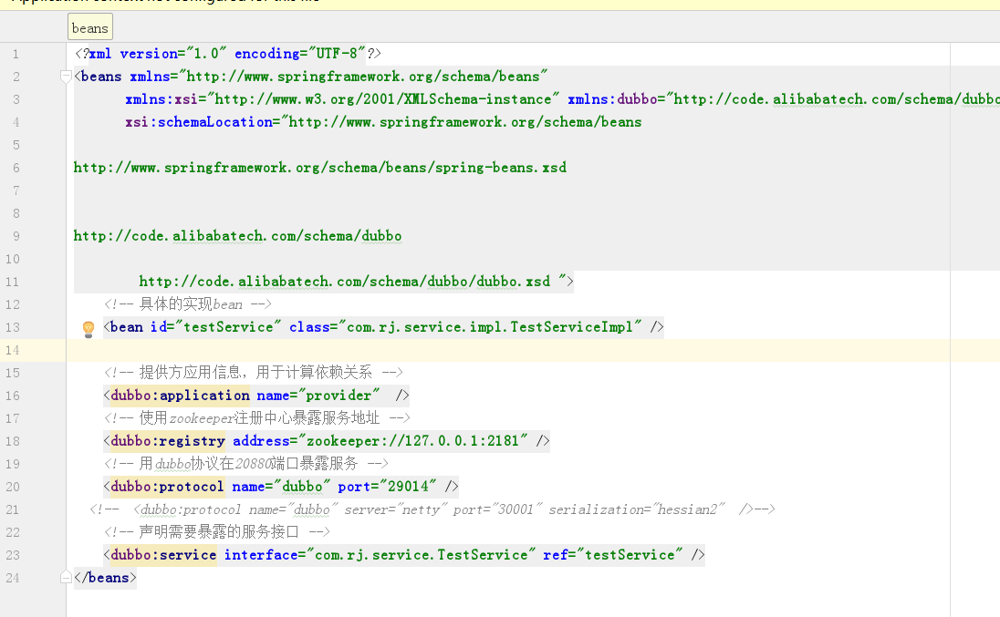 Application context not configured for this file
beans
1 <?xml version="1.0" encoding="UTF-8"?>
2 <beans xmlns="http://www.springframework.org/schema/beans"
3 xmlns:xsi="http://www.w3.org/2001/XMLSchema-instance" xmlns:dubbo="http://code.alibabatech.com/schema/dubbo
4 xsi:schemaLocation="http://www.springframework.org/schema/beans
5
6 http://www.springframework.org/schema/beans/spring-beans.xsd
7
8
9 http://code.alibabatech.com/schema/dubbo
10
11 http://code.alibabatech.com/schema/dubbo/dubbo.xsd ">
12 <!-- 具体的实现bean -->
13 <bean id="testService" class="com.rj.service.impl.TestServiceImpl" />
14
15 <!-- 提供方应用信息，用于计算依赖关系 -->
16 <dubbo:application name="provider" />
17 <!-- 使用zookeeper注册中心暴露服务地址 -->
18 <dubbo:registry address="zookeeper://127.0.0.1:2181" />
19 <!-- 用dubbo协议在20880端口暴露服务 -->
20 <dubbo:protocol name="dubbo" port="29014" />
21 <!-- <dubbo:protocol name="dubbo" server="netty" port="30001" serialization="hessian2" />-->
22 <!-- 声明需要暴露的服务接口 -->
23 <dubbo:service interface="com.rj.service.TestService" ref="testService" />
24 </beans>